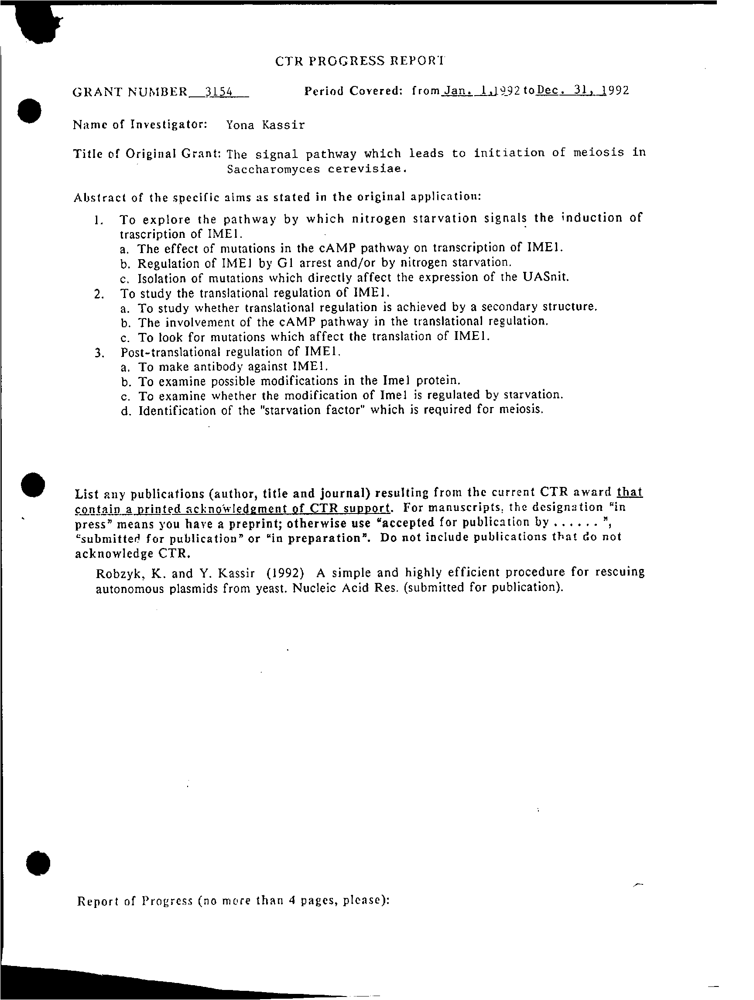 CTR PROGRESS REPORT
GRANT NUMBER 3154 Period Covered: from Jan. 1,1992 to Dec. 31, 1992
Name of Investigator: Yona Kassir
Title of Original Grant: The signal pathway which leads to initiation of meiosis in
Saccharomyces cerevisiae.
Abstract of the specific aims as stated in the original application:
1. To explore the pathway by which nitrogen starvation signals the induction of
trascription of IME1.
a. The effect of mutations in the cAMP pathway on transcription of IME1.
b. Regulation of IME1 by G1 arrest and/or by nitrogen starvation.
c. Isolation of mutations which directly affect the expression of the UASnit.
2. To study the translational regulation of IME1.
a. To study whether translational regulation is achieved by a secondary structure.
b. The involvement of the cAMP pathway in the translational regulation.
c. To look for mutations which affect the translation of IME1.
3. Post-translational regulation of IME1.
a. To make antibody against IME1.
b. To examine possible modifications in the Ime1 protein.
c. To examine whether the modification of Ime1 is regulated by starvation.
d. Identification of the "starvation factor" which is required for meiosis.
List any publications (author, title and journal) resulting from the current CTR award that
contain a printed acknowledgment of CTR support. For manuscripts, the designation "in
press" means you have a preprint; otherwise use "accepted for publication by . . . . . . ",
"submitted for publication" or "in preparation". Do not include publications that do not
acknowledge CTR.
Robzyk, K. and Y. Kassir (1992) A simple and highly efficient procedure for rescuing
autonomous plasmids from yeast. Nucleic Acid Res. (submitted for publication).
Report of Progress (no more than 4 pages, please):